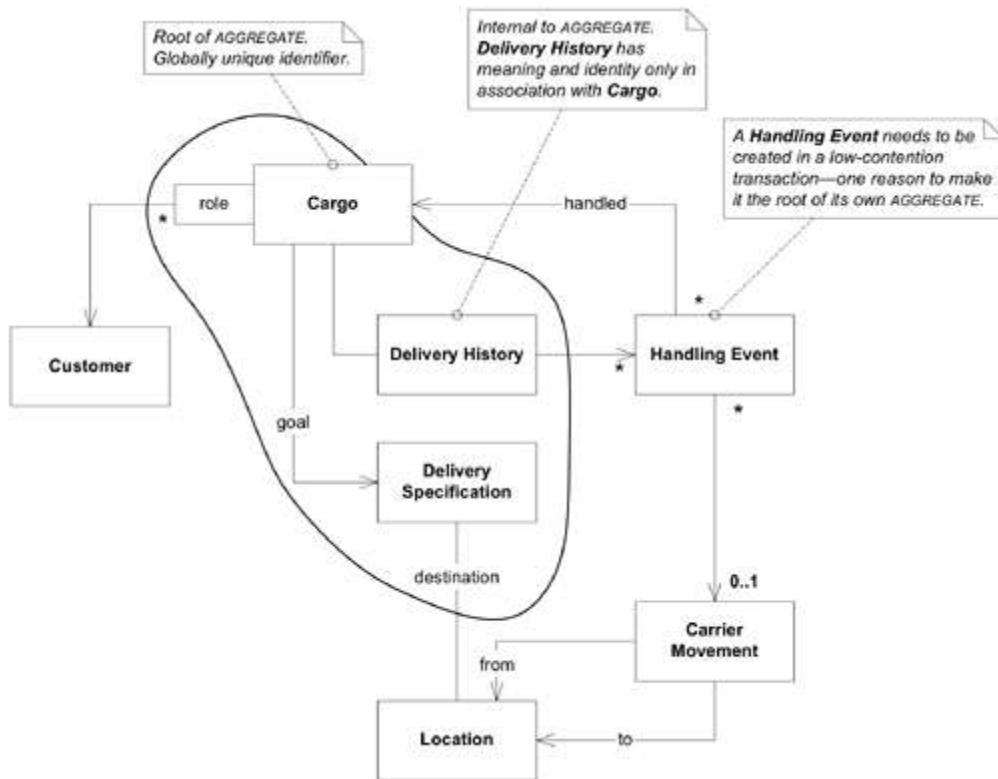 Root of AGGREGATE.
Globally unique identifier.
Internal to AGGREGATE.
Delivery History has
meaning and identity only in
association with Cargo.
A Handling Event needs to be
created in a low-contention
transaction—one reason to make
it the root of its own AGGREGATE.
role
*
Cargo
handled
Customer
Delivery History
*
*
Handling Event
*
goal
Delivery
Specification
destination
0..1
Carrier
Movement
from
Location
to